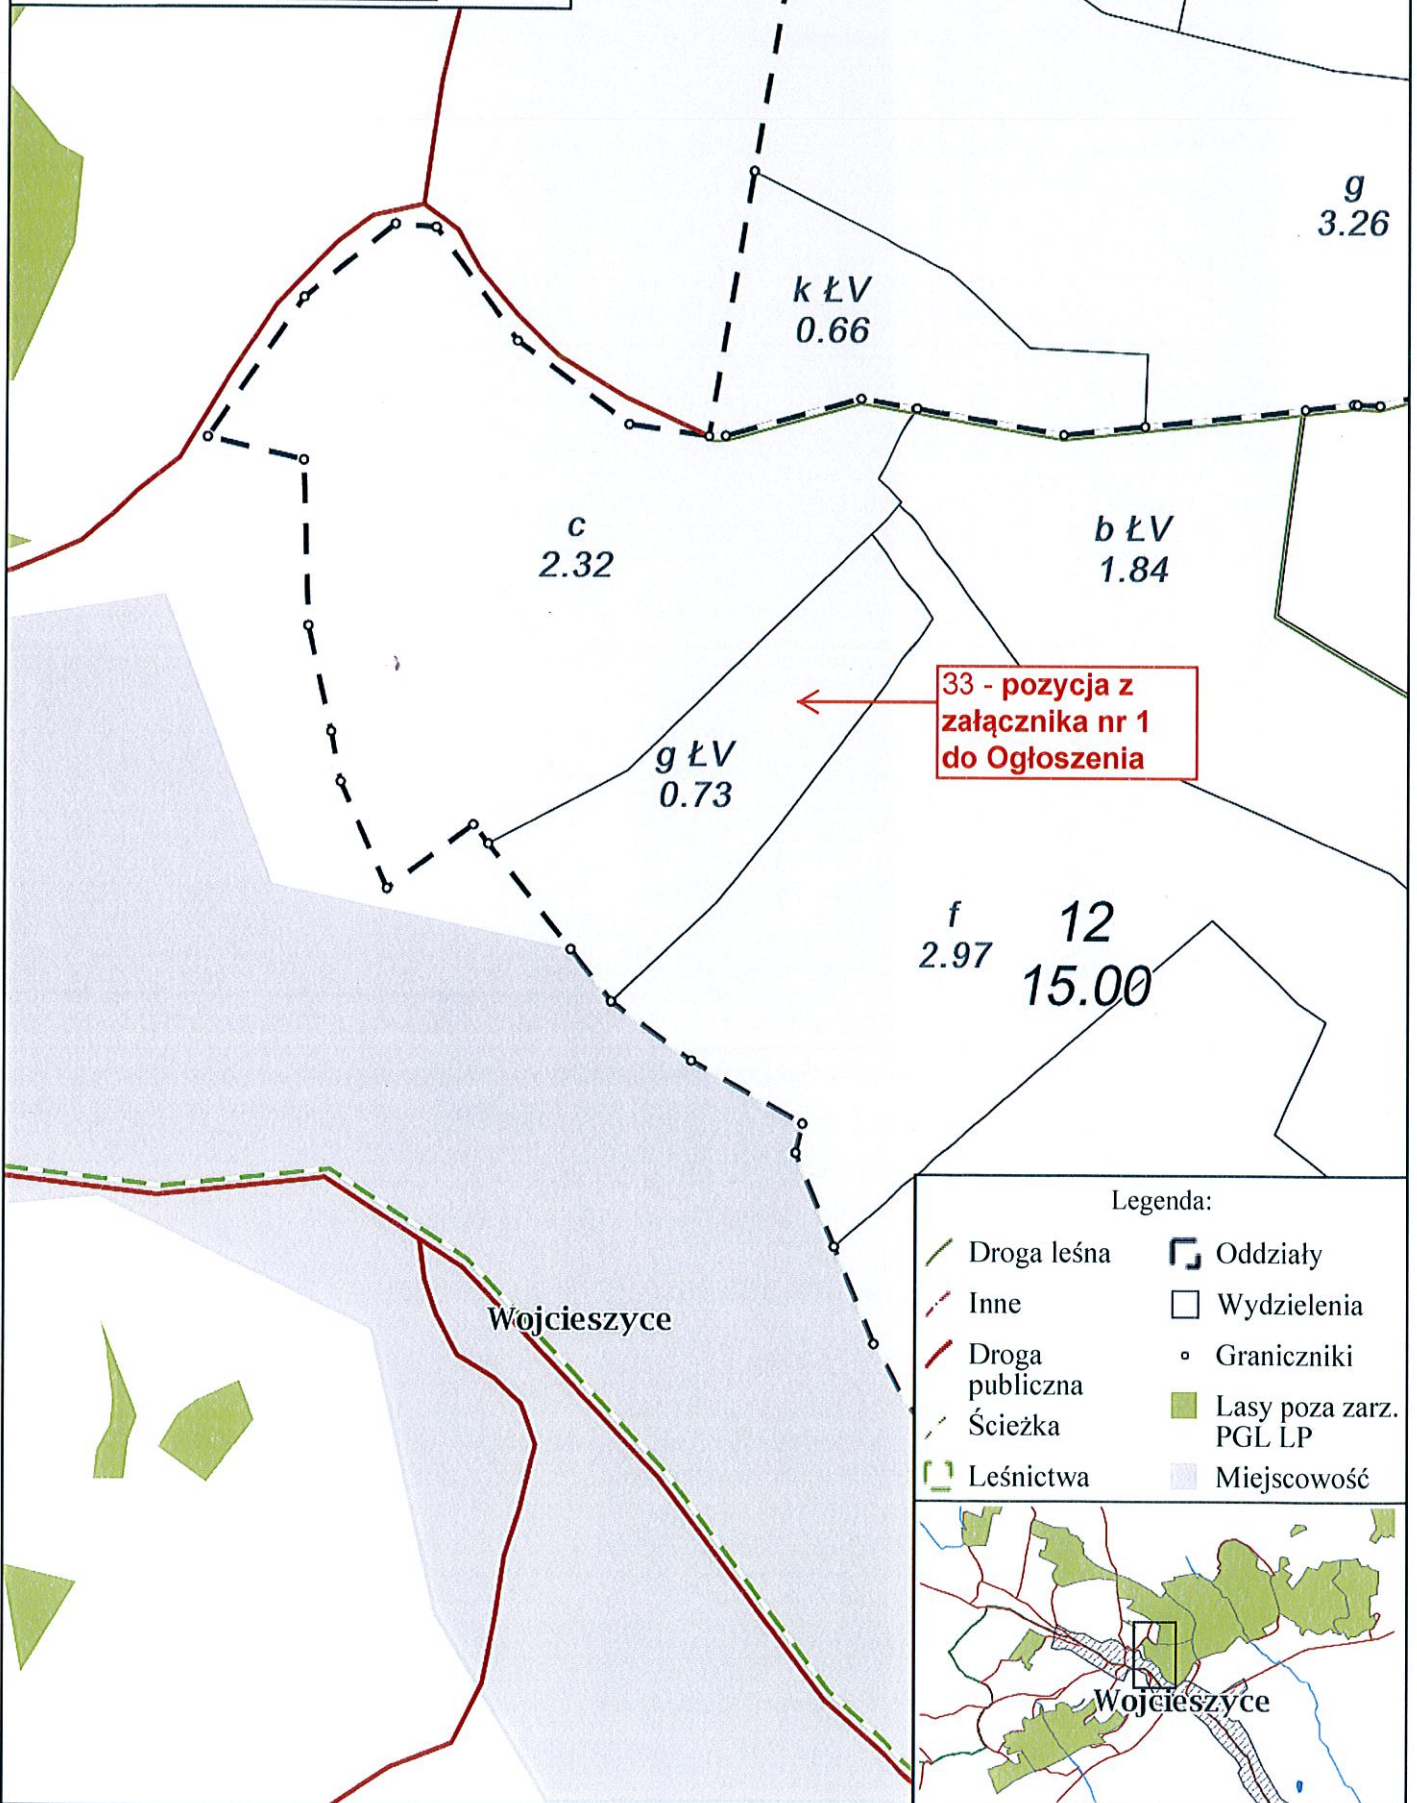 g
3.26
k ŁV
0.66
c
2.32
b ŁV
1.84
33 - pozycja z
załącznika nr 1
do Ogłoszenia
g ŁV
0.73
f
2.97
12
15.00
Wojcieszyce
Legenda:
Droga leśna
Inne
Droga
publiczna
Ścieżka
Leśnictwa
Oddziały
Wydzielenia
Graniczniki
Lasy poza zarz.
PGL LP
Miejscowość
Wojcieszyce